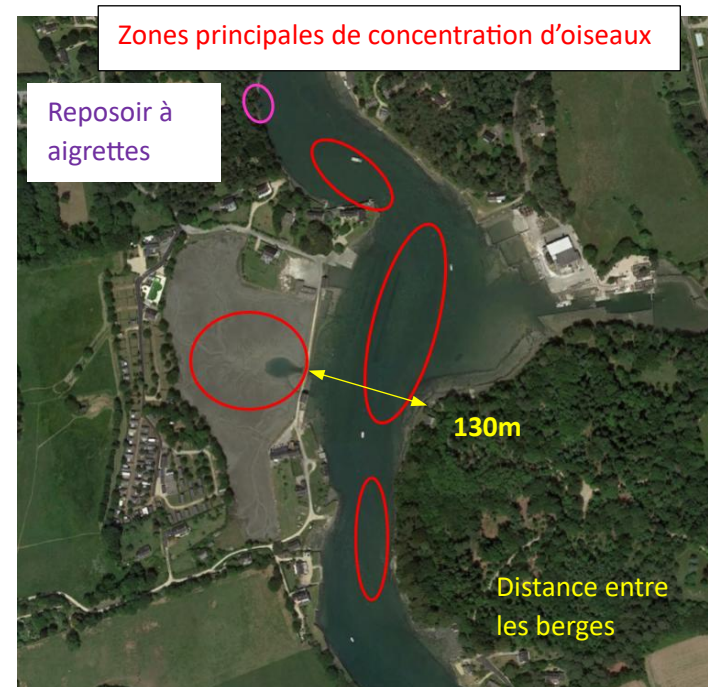 Zones principales de concentration d'oiseaux
Reposoir à
aigrettes
130m
Distance entre
les berges